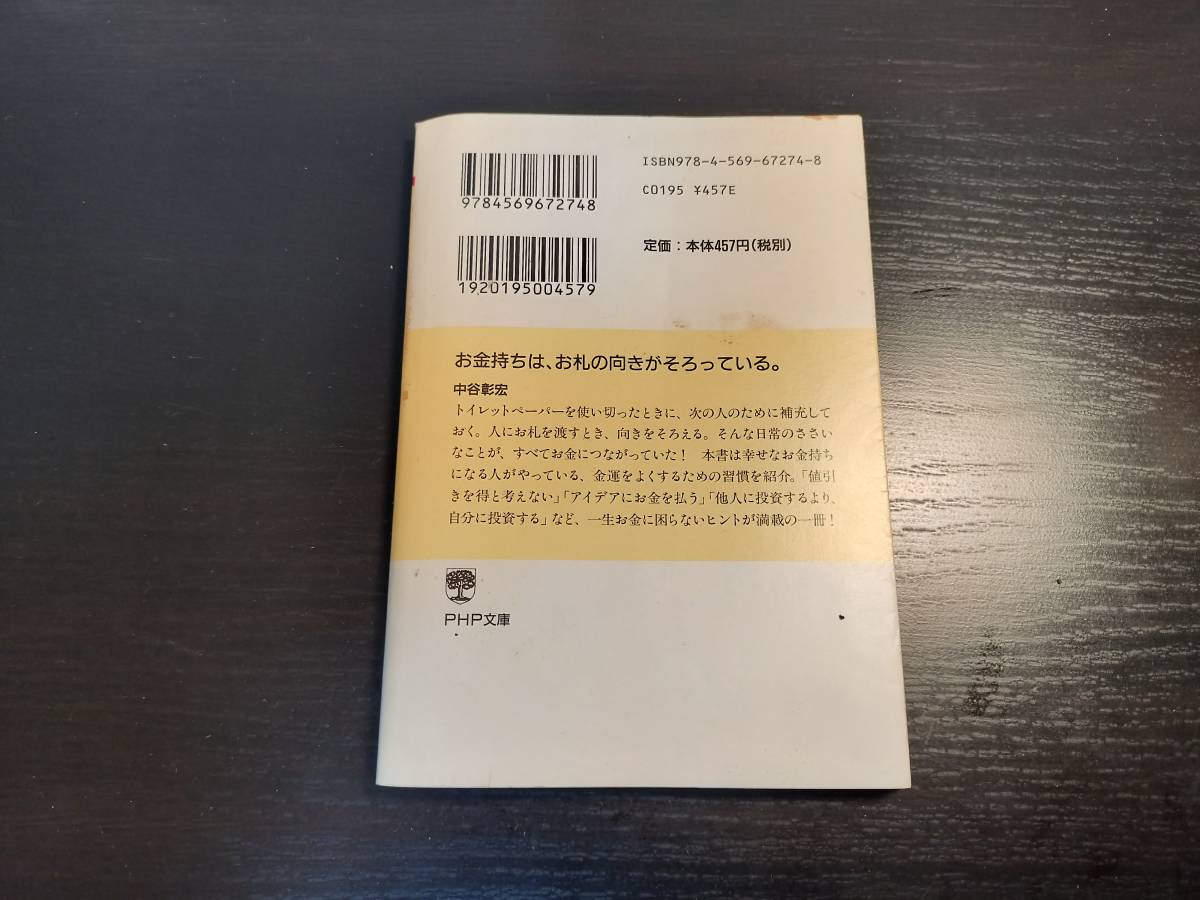 ISBN978-4-569-67274-8
C0195 ¥457E
9784569672748
定価：本体457円(税別)
1920195004579
お金持ちは、お札の向きがそろっている。
中谷彰宏
トイレットペーパーを使い切ったときに、次の人のために補充して
おく。人にお札を渡すとき、向きをそろえる。そんな日常のささい
なことが、すべてお金につながっていた！　本書は幸せなお金持ち
になる人がやっている、金運をよくするための習慣を紹介。「値引
きを得と考えない」「アイデアにお金を払う」「他人に投資するより、
自分に投資する」など、一生お金に困らないヒントが満載の一冊！
PHP文庫